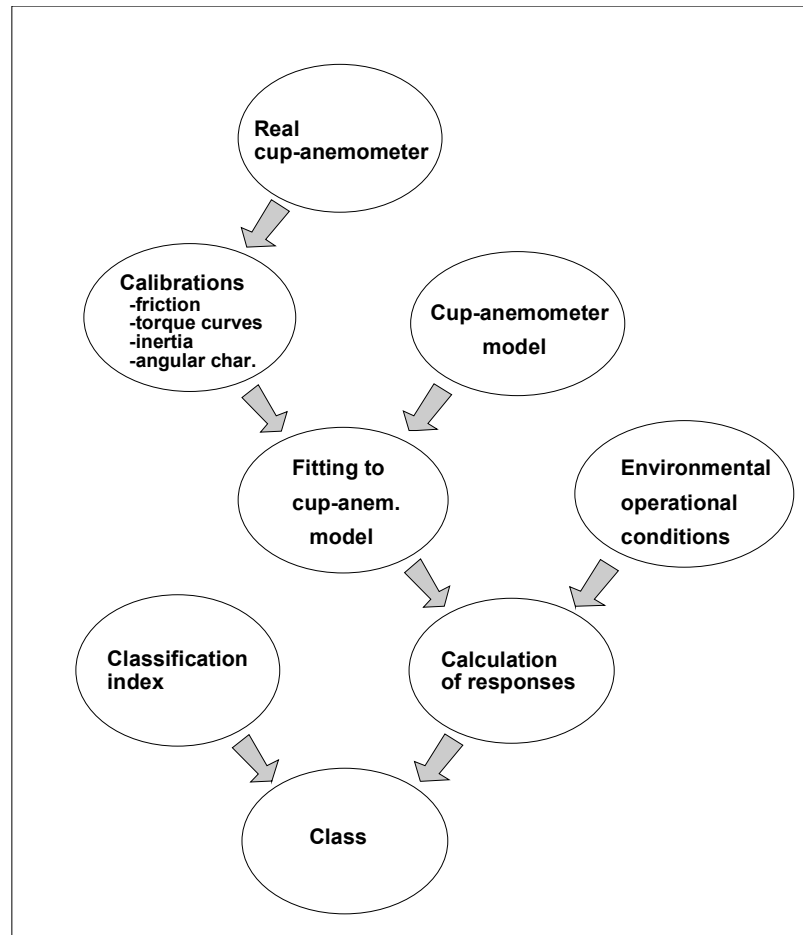 Real
cup-anemometer
Calibrations
-friction
-torque curves
-inertia
-angular char.
Cup-anemometer
model
Fitting to
cup-anem.
model
Environmental
operational
conditions
Classification
index
Calculation
of responses
Class